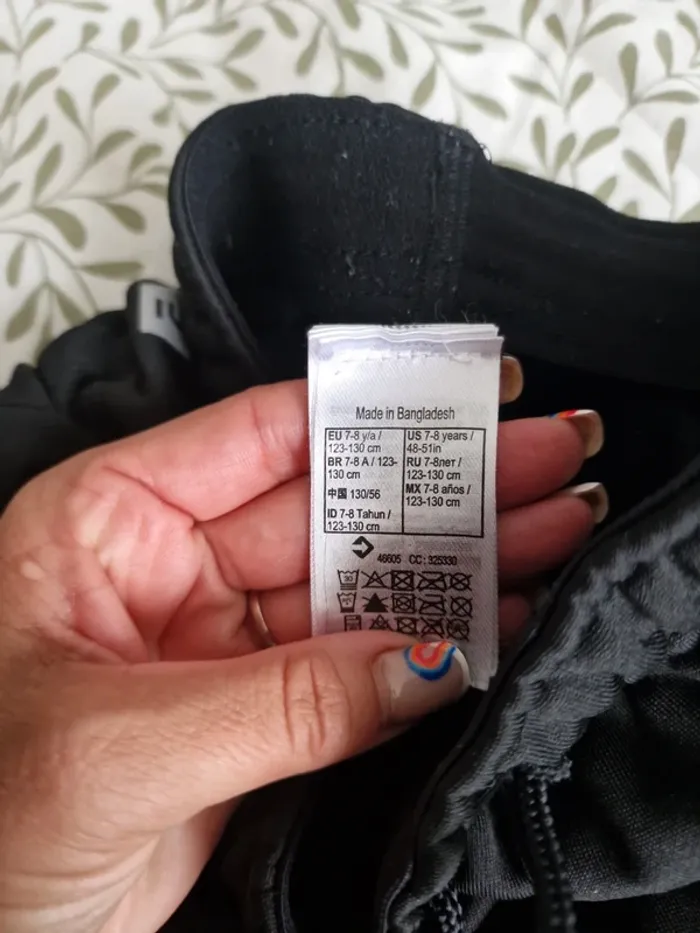 Made in Bangladesh
EU 7-8 y/a /
123-130 cm
BR 7-8 A / 123-
130 cm
中国 130/56
ID 7-8 Tahun /
123-130 cm
US 7-8 years /
48-51in
RU 7-8лет /
123-130 cm
MX 7-8 años /
123-130 cm
46605 CC: 325330
30